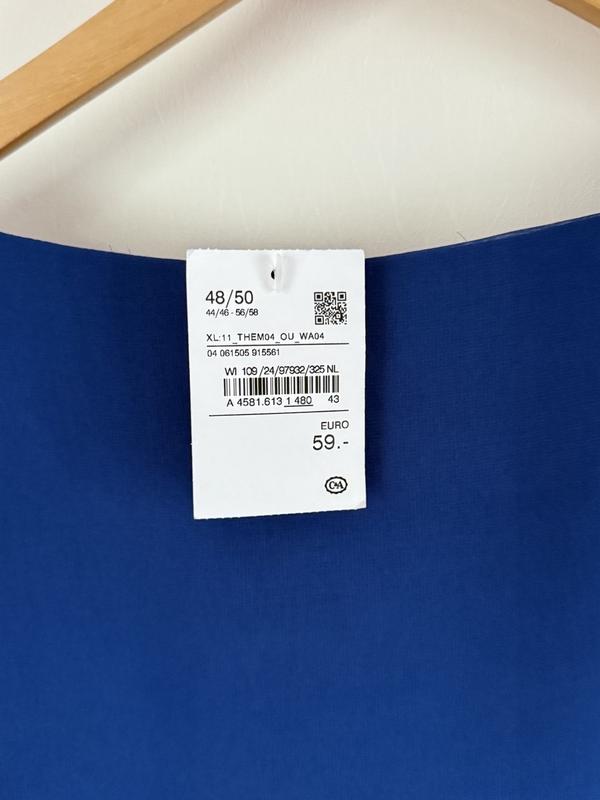 48/50
44/46 - 56/58
XL:11_THEM04_OU_WA04
04 061505 915561
WI 109 /24/97932/325 NL
A 4581.613 1 480 43
EURO
59.-
C&A